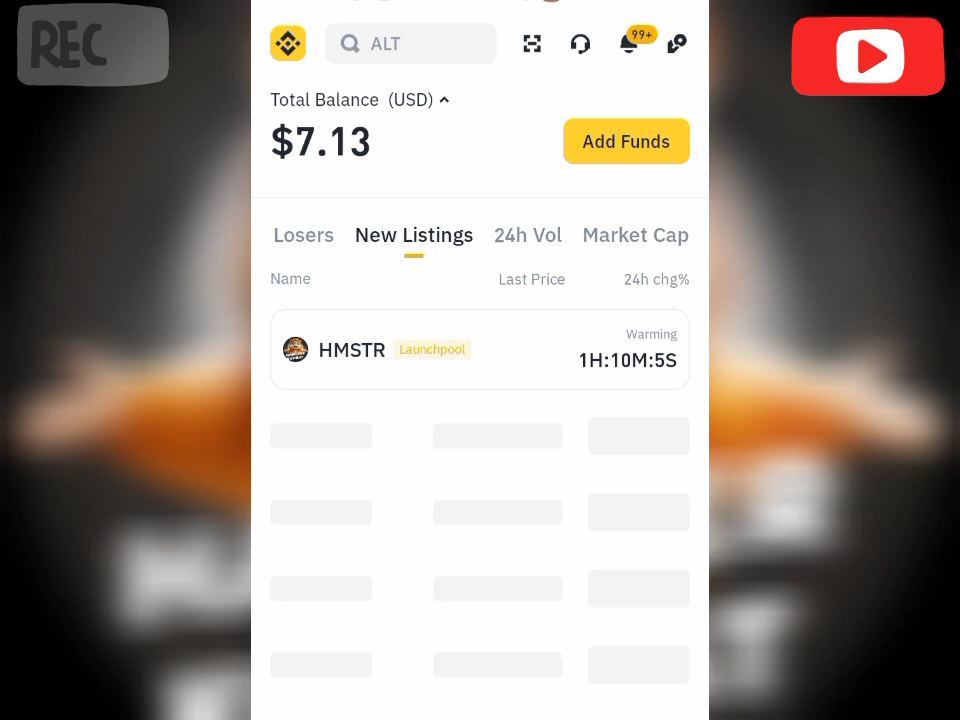 REC
ALT
99+
Total Balance (USD)
$7.13
Add Funds
Losers New Listings 24h Vol Market Cap
Name Last Price 24h chg%
HMSTR Launchpool
Warming
1H:10M:5S